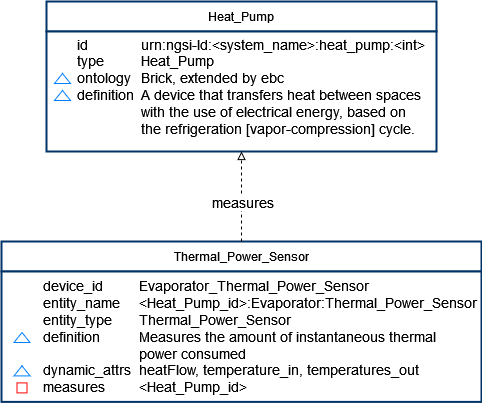 Heat_Pump
id urn:ngsi-ld:<system_name>:heat_pump:<int>
type Heat_Pump
ontology Brick, extended by ebc
definition A device that transfers heat between spaces
with the use of electrical energy, based on
the refrigeration [vapor-compression] cycle.
measures
Thermal_Power_Sensor
device_id Evaporator_Thermal_Power_Sensor
entity_name <Heat_Pump_id>:Evaporator:Thermal_Power_Sensor
entity_type Thermal_Power_Sensor
definition Measures the amount of instantaneous thermal
power consumed
dynamic_attrs heatFlow, temperature_in, temperatures_out
measures <Heat_Pump_id>